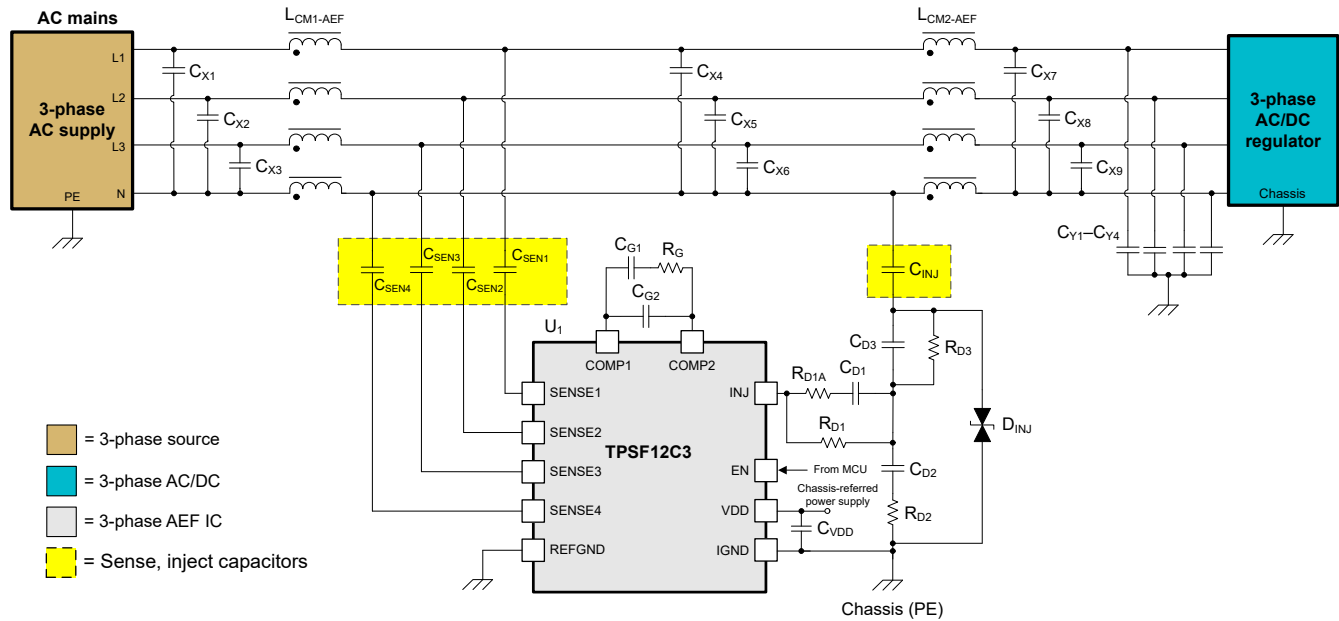 AC mains
L1
L2
L3
N
PE
3-phase
AC supply
LCM1-AEF
LCM2-AEF
CX1
CX2
CX3
CX4
CX5
CX6
CX7
CX8
CX9
3-phase
AC/DC
regulator
Chassis
CY1–CY4
CSEN4
CSEN3
CSEN2
CSEN1
CG1
RG
CG2
CINJ
U1
COMP1
COMP2
SENSE1
SENSE2
SENSE3
SENSE4
REFGND
TPSF12C3
INJ
EN
VDD
IGND
RD1A
CD1
RD1
CD3
RD3
DINJ
CD2
RD2
From MCU
Chassis-referred
power supply
CVDD
Chassis (PE)
= 3-phase source
= 3-phase AC/DC
= 3-phase AEF IC
= Sense, inject capacitors